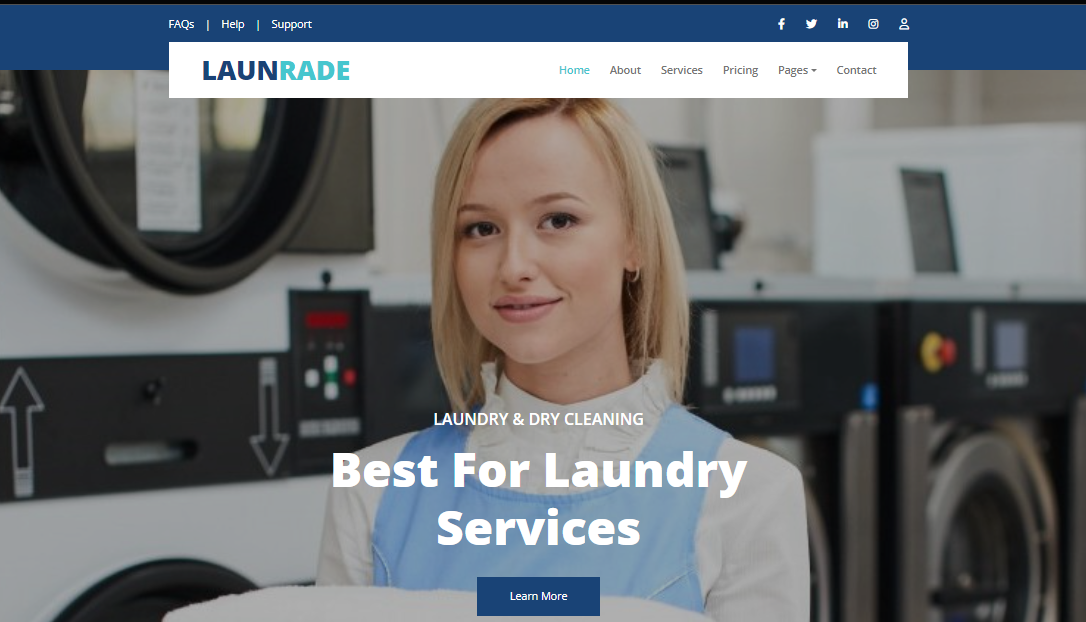 FAQs | Help | Support
LAUNRADE
Home About Services Pricing Pages Contact
LAUNDRY & DRY CLEANING
Best For Laundry
Services
Learn More